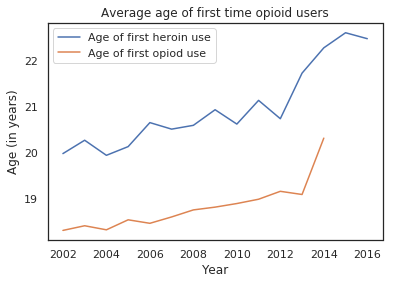 Average age of first time opioid users
Age of first heroin use
Age of first opiod use
Age (in years)
22
21
20
19
2002 2004 2006 2008 2010 2012 2014 2016
Year